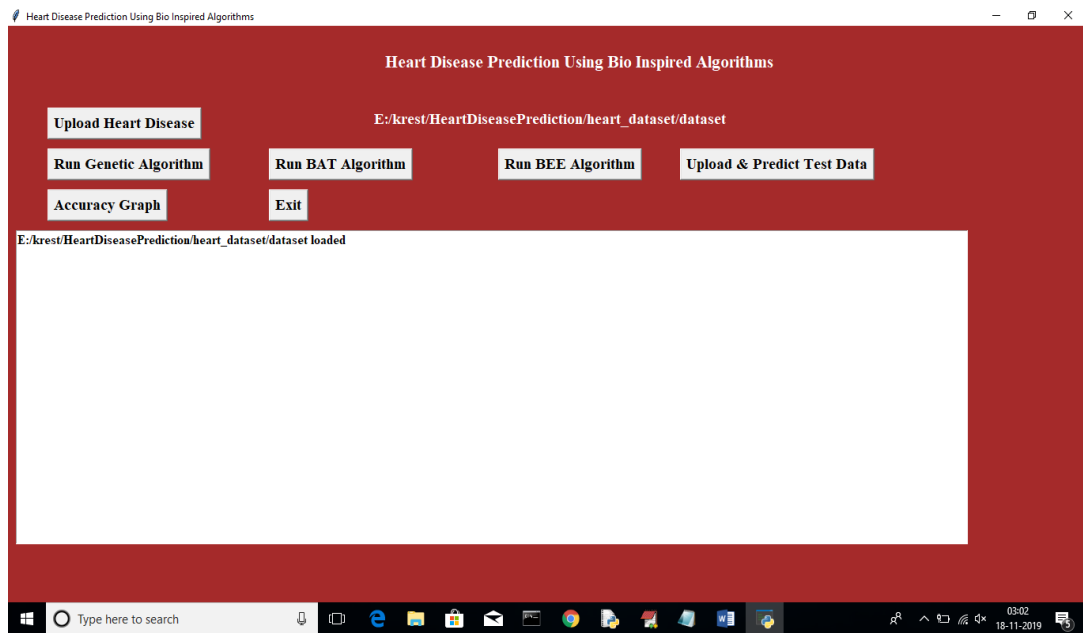 Heart Disease Prediction Using Bio Inspired Algorithms
Heart Disease Prediction Using Bio Inspired Algorithms
Upload Heart Disease
E:/krest/HeartDiseasePrediction/heart_dataset/dataset
Run Genetic Algorithm Run BAT Algorithm Run BEE Algorithm Upload & Predict Test Data
Accuracy Graph Exit
E:/krest/HeartDiseasePrediction/heart_dataset/dataset loaded
Type here to search
03:02
18-11-2019
5